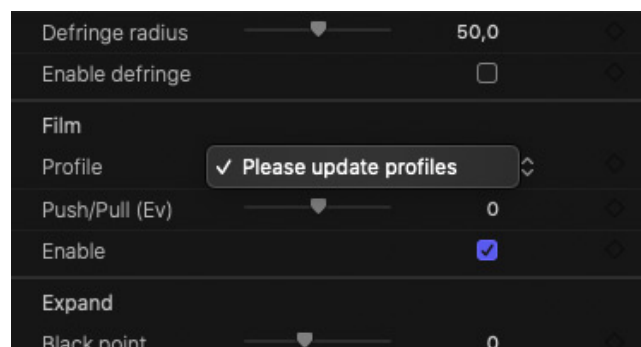 Defringe radius 50,0
Enable defringe
Film
Profile ✓ Please update profiles
Push/Pull (Ev) 0
Enable
Expand
Black point 0